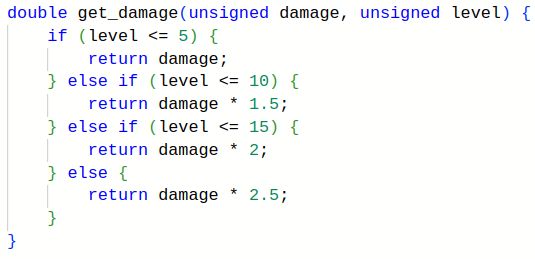 double get_damage(unsigned damage, unsigned level) {
    if (level <= 5) {
        return damage;
    } else if (level <= 10) {
        return damage * 1.5;
    } else if (level <= 15) {
        return damage * 2;
    } else {
        return damage * 2.5;
    }
}